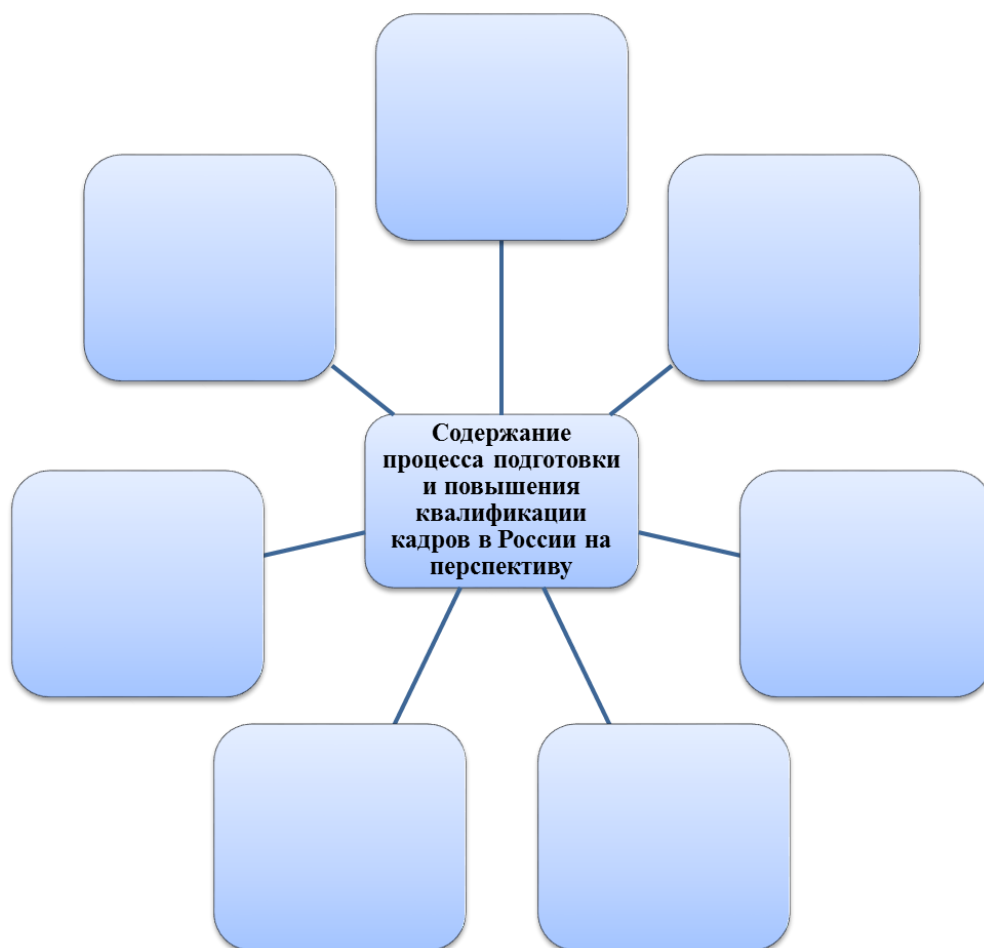 Содержание
процесса подготовки
и повышения
квалификации
кадров в России на
перспективу